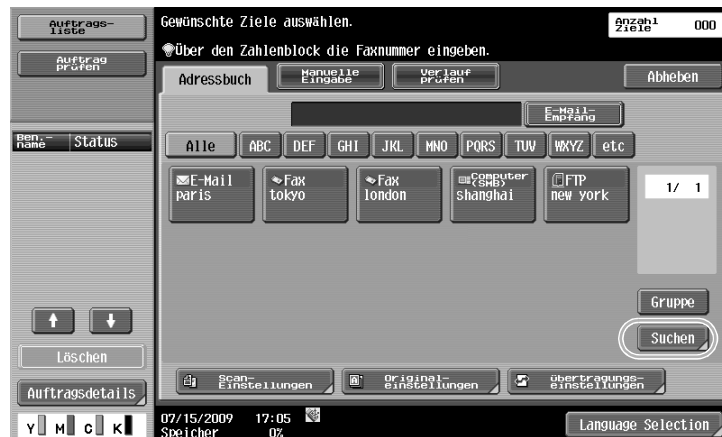 Auftrags-
liste
Auftrag
prüfen
Ben.-
name
Status
Löschen
Auftragsdetails
Y M C K
Gewünschte Ziele auswählen.
Anzahl
Ziele
000
Über den Zahlenblock die Faxnummer eingeben.
Adressbuch
Manuelle
Eingabe
Verlauf
prüfen
Abheben
E-Mail-
Empfang
Alle ABC DEF GHI JKL MNO PQRS TUV WXYZ etc
E-Mail
paris
Fax
tokyo
Fax
london
Computer
(SMB)
shanghai
FTP
new york
1/ 1
Gruppe
Suchen
Scan-
Einstellungen
Original-
einstellungen
übertragungs-
einstellungen
07/15/2009 17:05
Speicher 0%
Language Selection